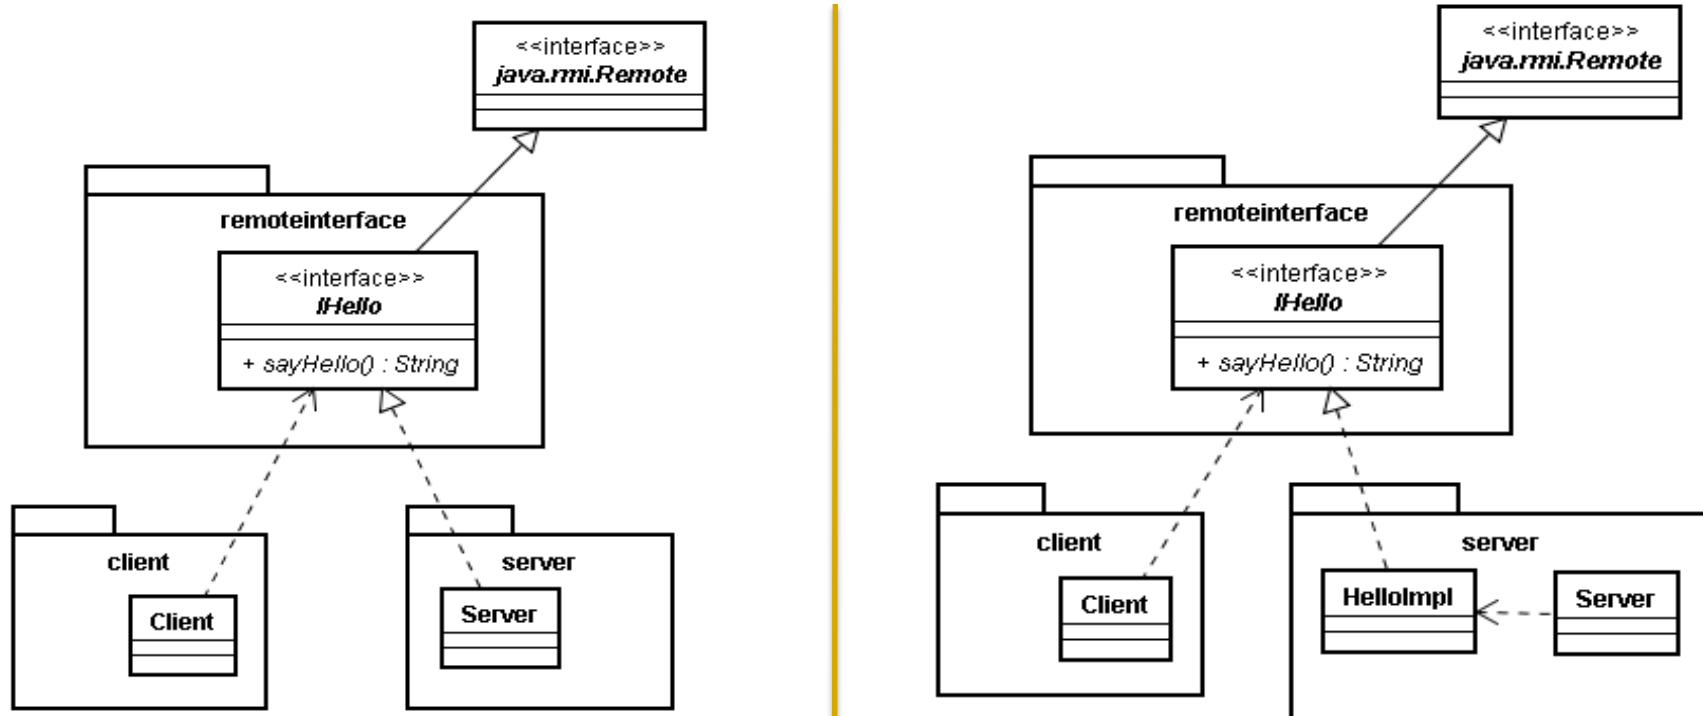 <<interface>>
java.rmi.Remote
remoteinterface
<<interface>>
IHello
+ sayHello() : String
client
Client
server
Server
<<interface>>
java.rmi.Remote
remoteinterface
<<interface>>
IHello
+ sayHello() : String
client
Client
server
HelloImpl
Server